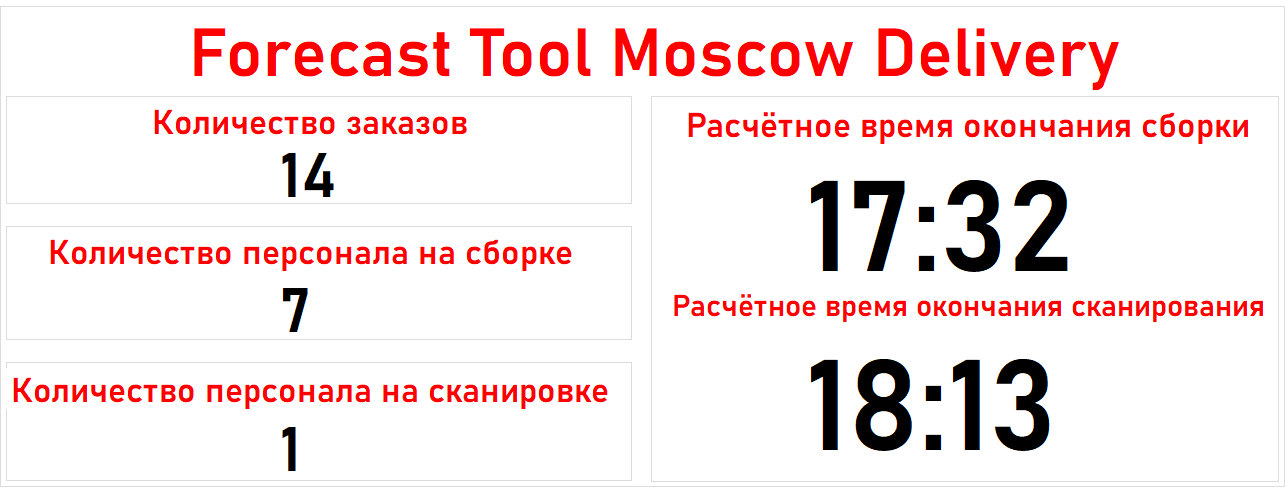 Forecast Tool Moscow Delivery
Количество заказов
14
Количество персонала на сборке
7
Количество персонала на сканировке
1
Расчётное время окончания сборки
17:32
Расчётное время окончания сканирования
18:13